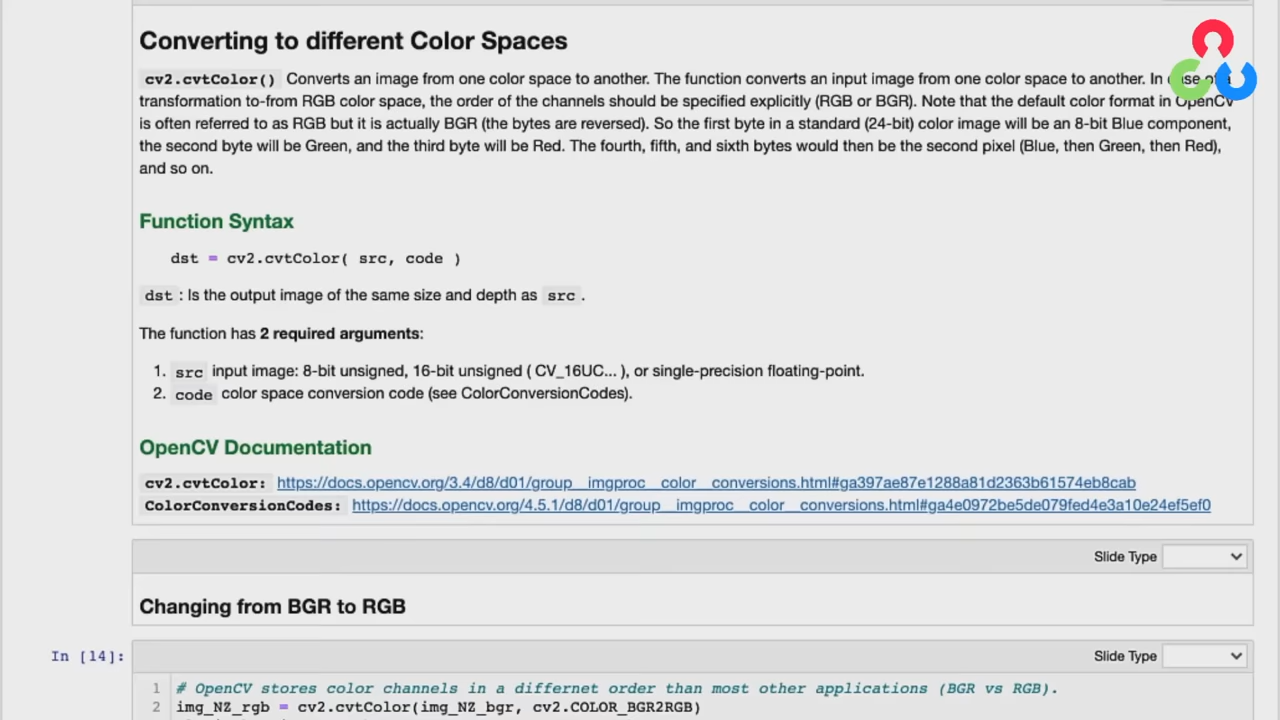 Converting to different Color Spaces
cv2.cvtColor() Converts an image from one color space to another. The function converts an input image from one color space to another. In case of a
transformation to-from RGB color space, the order of the channels should be specified explicitly (RGB or BGR). Note that the default color format in OpenCV
is often referred to as RGB but it is actually BGR (the bytes are reversed). So the first byte in a standard (24-bit) color image will be an 8-bit Blue component,
the second byte will be Green, and the third byte will be Red. The fourth, fifth, and sixth bytes would then be the second pixel (Blue, then Green, then Red),
and so on.
Function Syntax
dst = cv2.cvtColor( src, code )
dst : Is the output image of the same size and depth as src .
The function has 2 required arguments:
1. src input image: 8-bit unsigned, 16-bit unsigned ( CV_16UC... ), or single-precision floating-point.
2. code color space conversion code (see ColorConversionCodes).
OpenCV Documentation
cv2.cvtColor: https://docs.opencv.org/3.4/d8/d01/group__imgproc__color__conversions.html#ga397ae87e1288a81d2363b61574eb8cab
ColorConversionCodes: https://docs.opencv.org/4.5.1/d8/d01/group__imgproc__color__conversions.html#ga4e0972be5de079fed4e3a10e24ef5ef0
Slide Type
Changing from BGR to RGB
In [14]:
Slide Type
1 # OpenCV stores color channels in a differnet order than most other applications (BGR vs RGB).
2 img_NZ_rgb = cv2.cvtColor(img_NZ_bgr, cv2.COLOR_BGR2RGB)